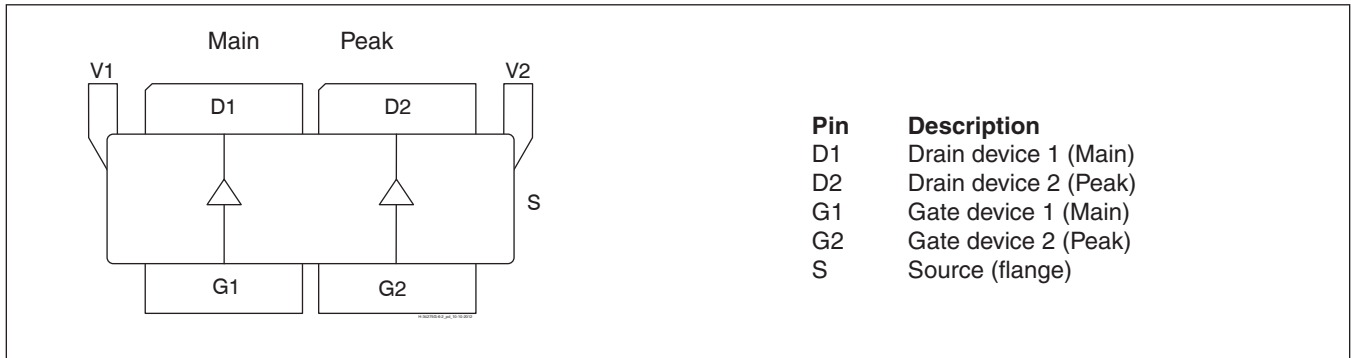 Main Peak
V1 V2
D1 D2
S
G1 G2
Pin Description
D1 Drain device 1 (Main)
D2 Drain device 2 (Peak)
G1 Gate device 1 (Main)
G2 Gate device 2 (Peak)
S Source (flange)